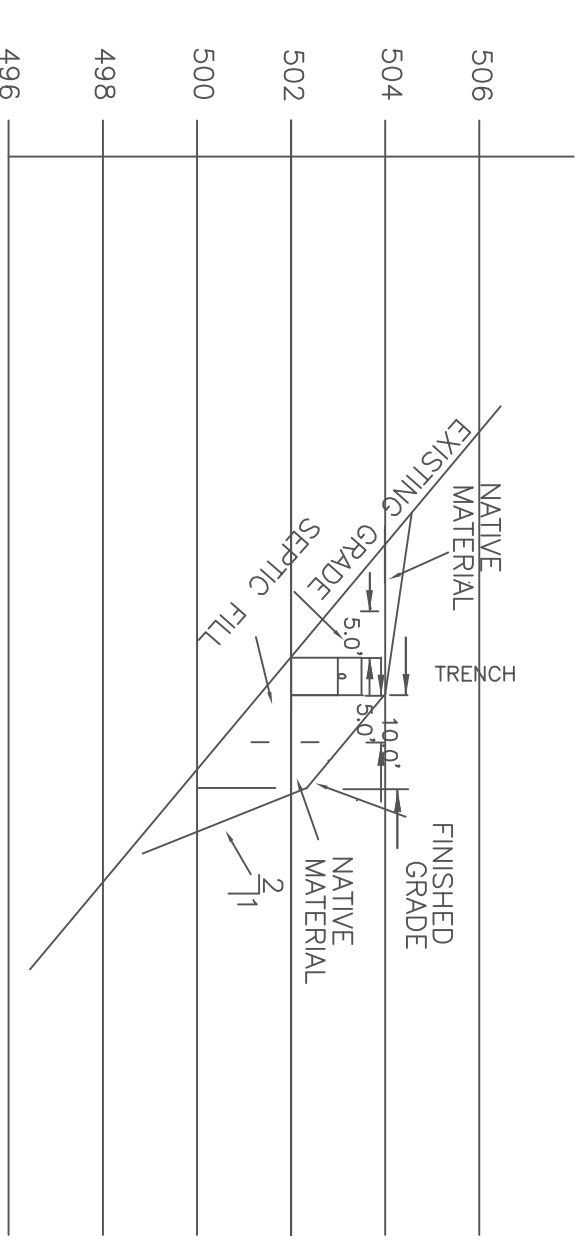 506
504
502
500
498
496
EXISTING
GRADE
NATIVE
MATERIAL
SEPTIC FILL
TRENCH
5.0'
5.0'
10.0'
FINISHED
GRADE
NATIVE
MATERIAL
2
1